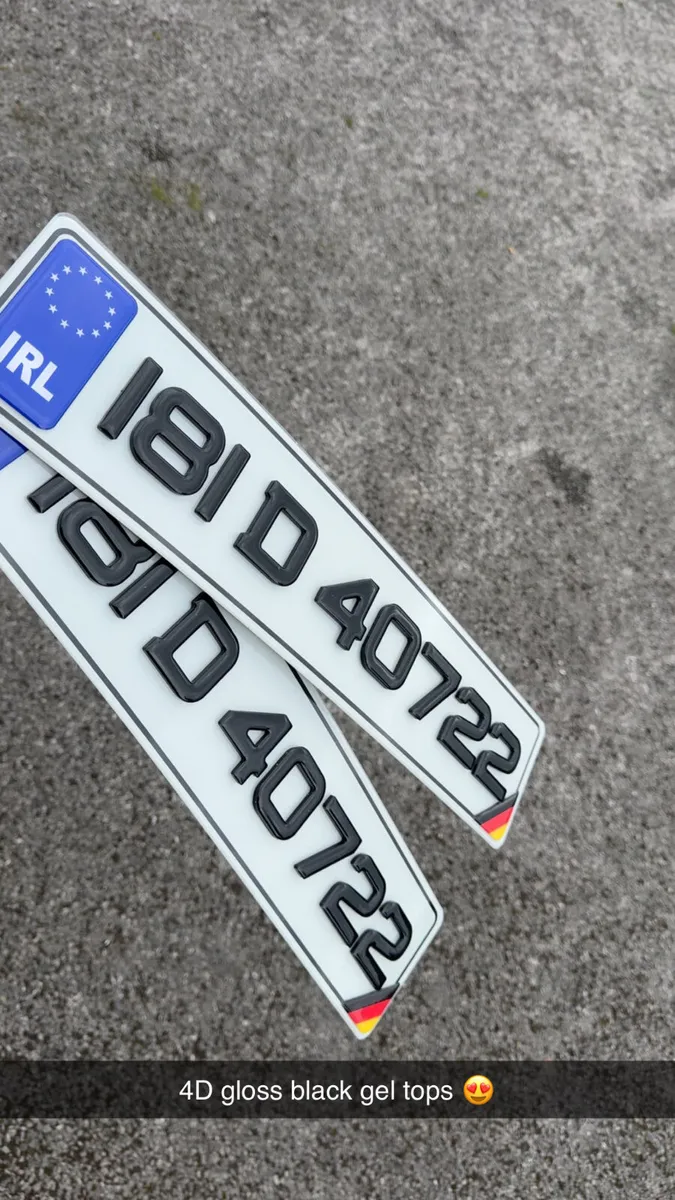 IRL
181 D 40722
181 D 40722
4D gloss black gel tops 😍